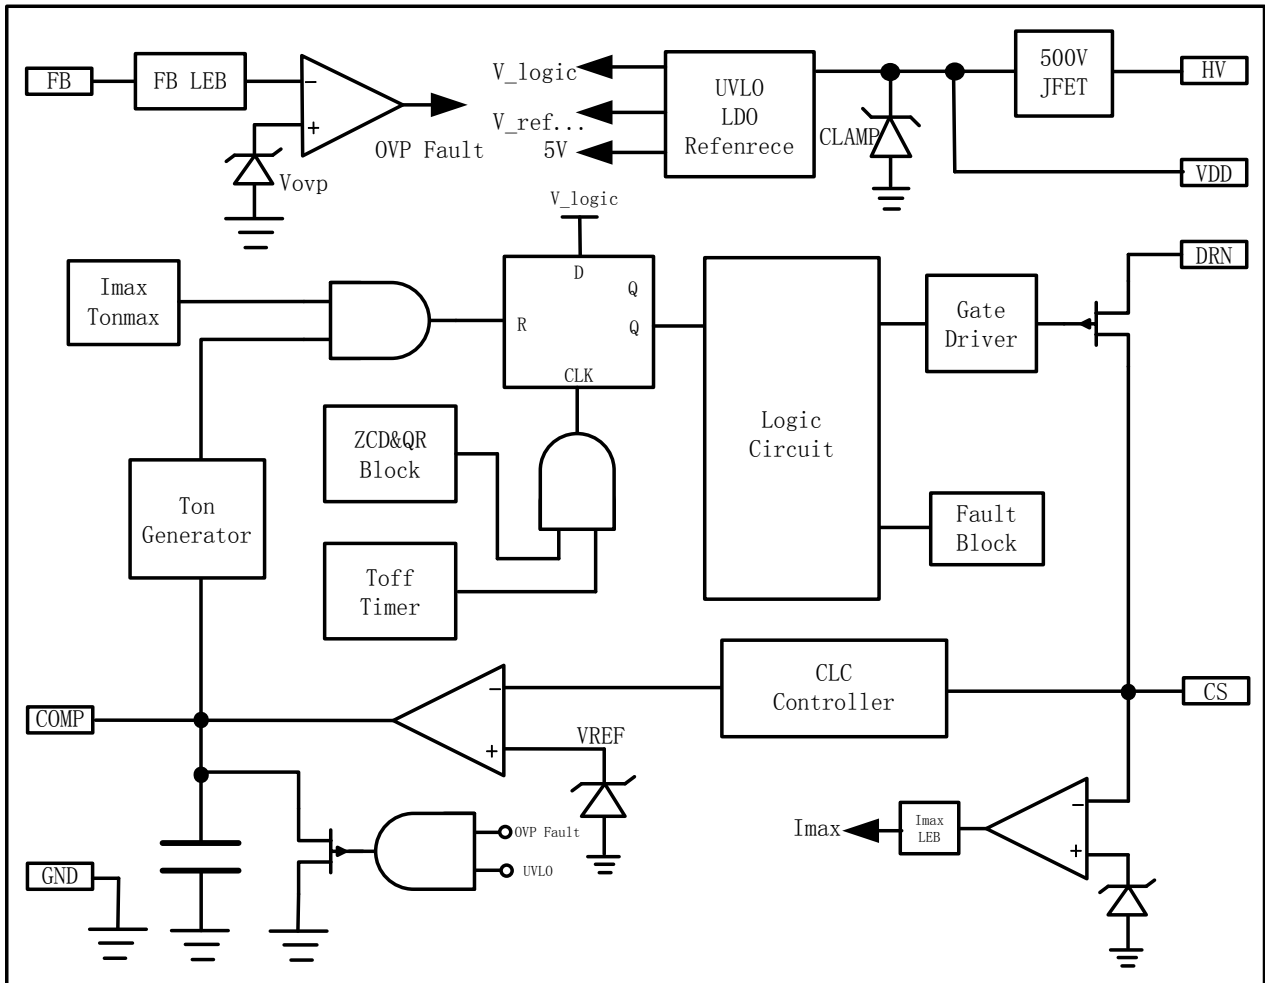 FB
FB LEB
−
+
OVP Fault
Vovp
V_logic
V_ref...
5V
UVLO
LDO
Refenrece
CLAMP
500V
JFET
HV
VDD
DRN
Imax
Tonmax
V_logic
D
Q
R
Q
CLK
Gate
Driver
ZCD&QR
Block
Logic
Circuit
Ton
Generator
Fault
Block
Toff
Timer
CLC
Controller
CS
COMP
−
+
VREF
Imax
Imax
LEB
−
+
OVP Fault
UVLO
GND